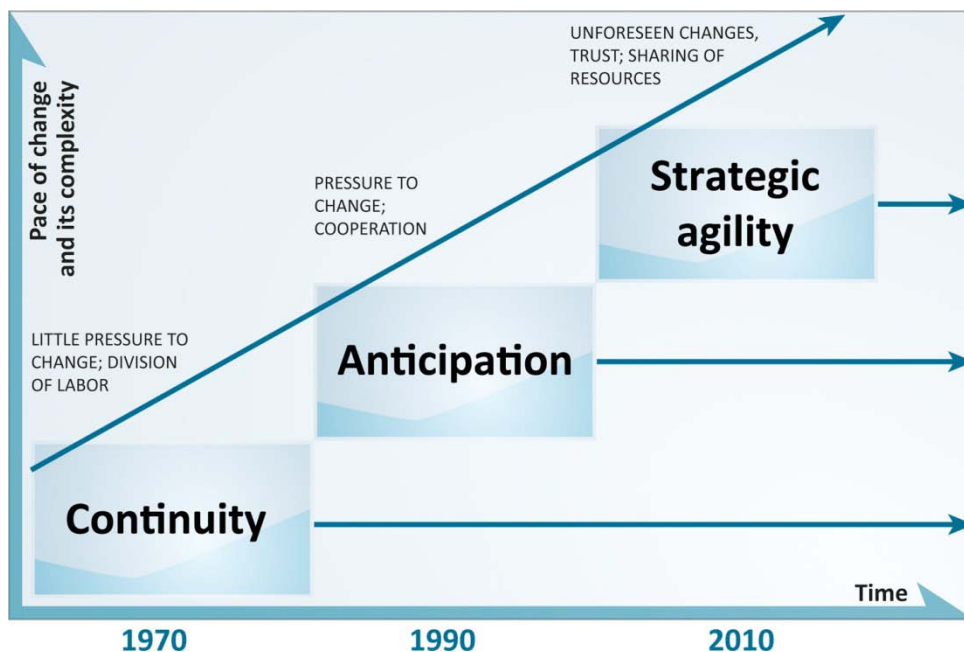 UNFORESEEN CHANGES,
TRUST; SHARING OF
RESOURCES
Pace of change
and its complexity
Strategic
agility
PRESSURE TO
CHANGE;
COOPERATION
LITTLE PRESSURE TO
CHANGE; DIVISION
OF LABOR
Anticipation
Continuity
Time
1970
1990
2010